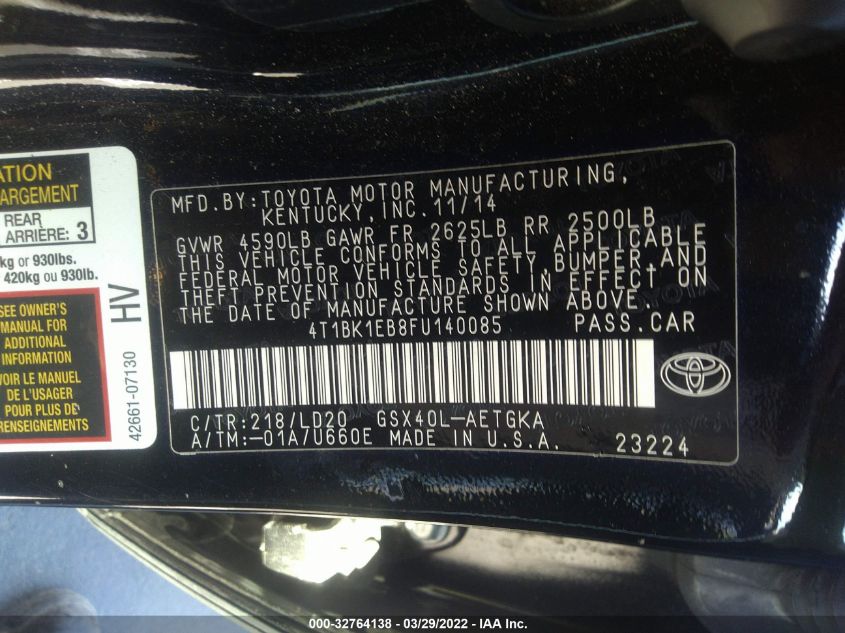 ATION
ARGEMENT
REAR
ARRIÈRE: 3
kg or 930lbs.
420kg ou 930lb.
SEE OWNER'S
MANUAL FOR
ADDITIONAL
INFORMATION
VOIR LE MANUEL
DE L'USAGER
POUR PLUS DE
RENSEIGNEMENTS
HV
42661-07130
MFD.BY:TOYOTA MOTOR MANUFACTURING,
KENTUCKY,INC.11/14
GVWR 4590LB GAWR FR 2625LB RR 2500LB
THIS VEHICLE CONFORMS TO ALL APPLICABLE
FEDERAL MOTOR VEHICLE SAFETY,BUMPER,AND
THEFT PREVENTION STANDARDS IN EFFECT ON
THE DATE OF MANUFACTURE SHOWN ABOVE.
4T1BK1EB8FU140085 PASS.CAR
C/TR:218/LD20 GSX40L-AETGKA
A/TM:-01A/U660E MADE IN U.S.A.
23224
000-32764138 - 03/29/2022 - IAA Inc.